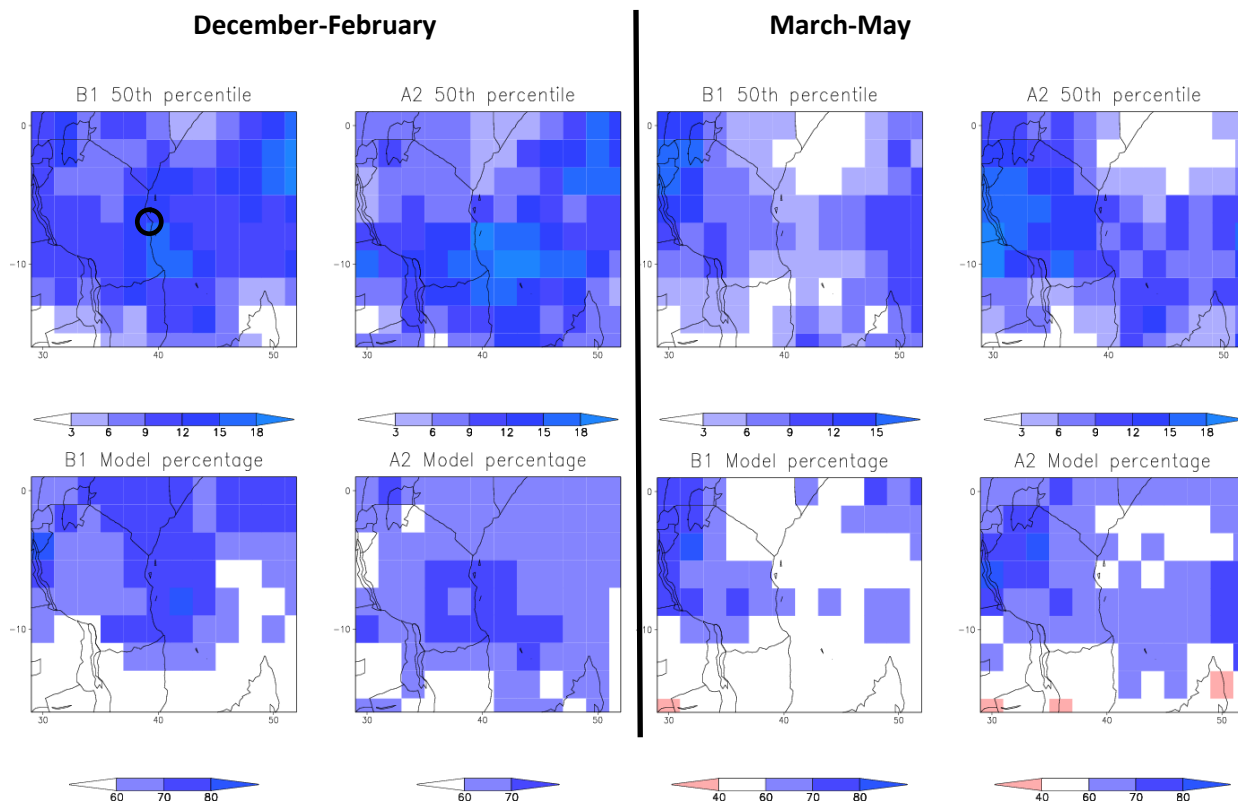 December-February
March-May
B1 50th percentile
A2 50th percentile
B1 50th percentile
A2 50th percentile
0
0
0
0
−10
−10
−10
−10
30 40 50
30 40 50
30 40 50
30 40 50
3 6 9 12 15 18
3 6 9 12 15 18
3 6 9 12 15
3 6 9 12 15 18
B1 Model percentage
A2 Model percentage
B1 Model percentage
A2 Model percentage
0
0
0
0
−10
−10
−10
−10
30 40 50
30 40 50
30 40 50
30 40 50
60 70 80
60 70
40 60 70 80
40 60 70 80